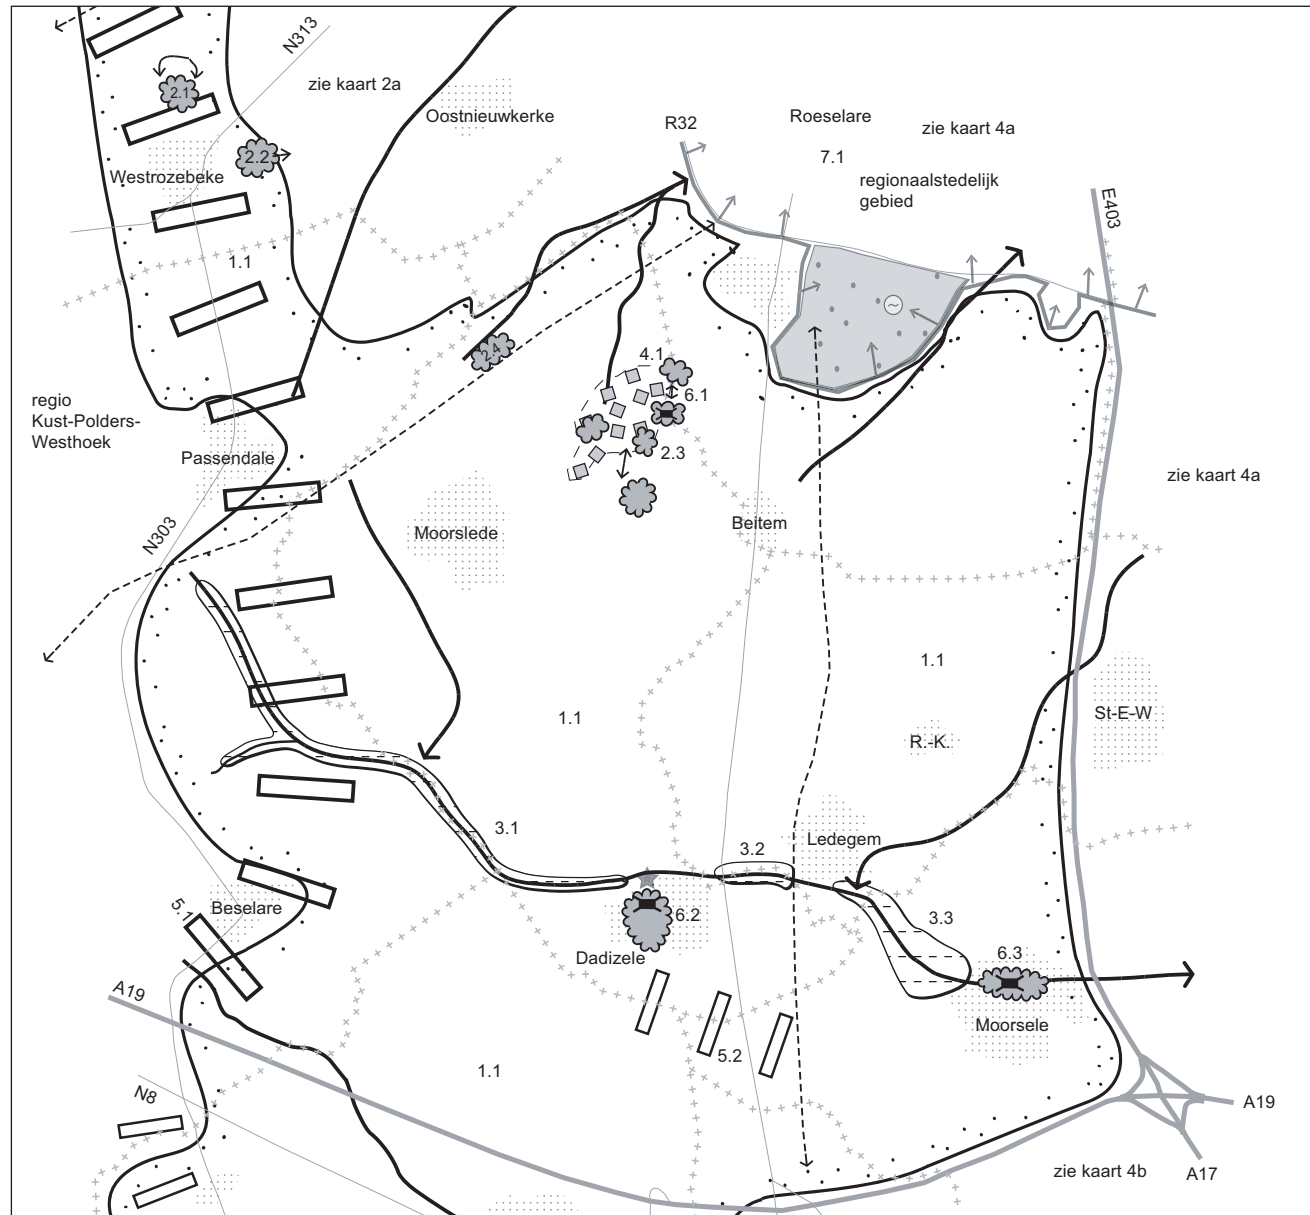 N313
2.1
zie kaart 2a
Oostnieuwkerke
R32
Roeselare
zie kaart 4a
7.1
regionaalstedelijk
gebied
E403
2.2
Westrozebeke
1.1
~
2.4
4.1
6.1
2.3
regio
Kust-Polders-
Westhoek
Passendale
zie kaart 4a
Moorslede
Beitem
N303
1.1
1.1
St-E-W
R.-K.
3.1
3.2
Ledegem
5.1
Beselare
6.2
3.3
Dadizele
6.3
A19
Moorsele
5.2
1.1
N8
A19
zie kaart 4b
A17